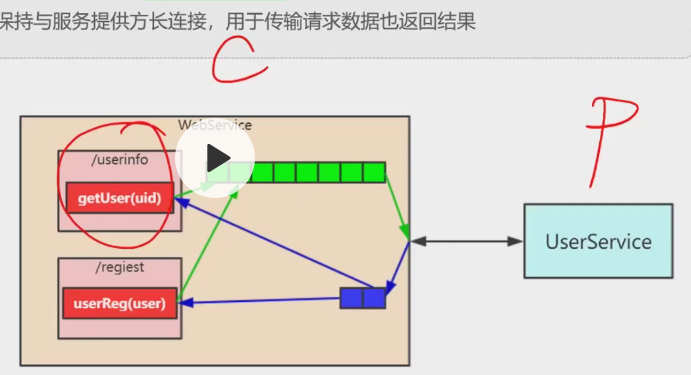 保持与服务提供方长连接，用于传输请求数据也返回结果
C
P
WebService
/userinfo
getUser(uid)
UserService
/regiest
userReg(user)